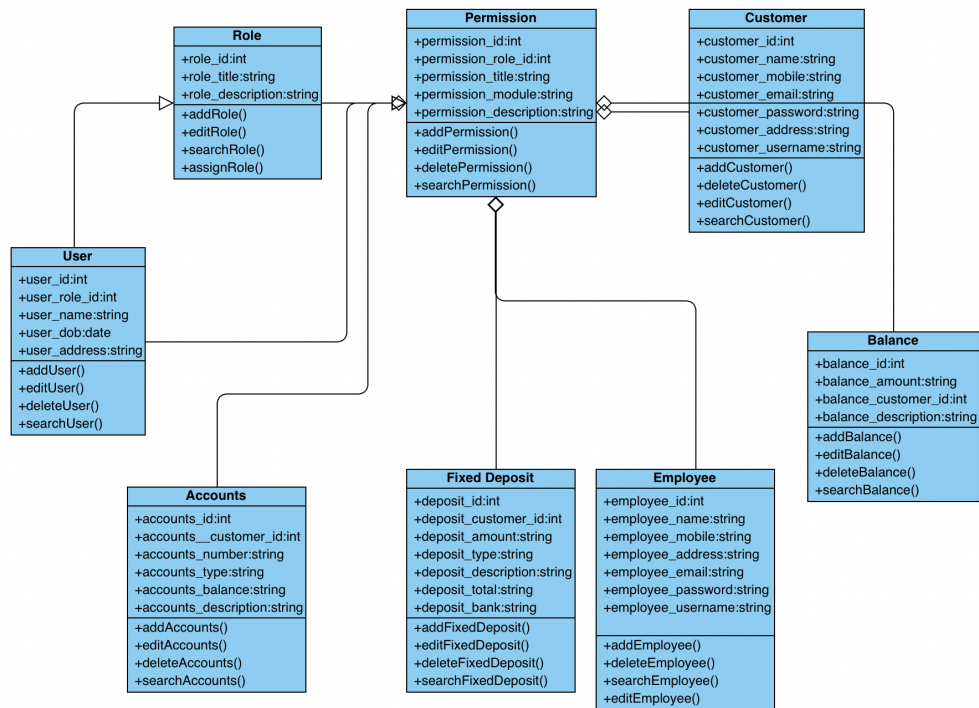 Role
+role_id:int
+role_title:string
+role_description:string
+addRole()
+editRole()
+searchRole()
+assignRole()
Permission
+permission_id:int
+permission_role_id:int
+permission_title:string
+permission_module:string
+permission_description:string
+addPermission()
+editPermission()
+deletePermission()
+searchPermission()
Customer
+customer_id:int
+customer_name:string
+customer_mobile:string
+customer_email:string
+customer_password:string
+customer_address:string
+customer_username:string
+addCustomer()
+deleteCustomer()
+editCustomer()
+searchCustomer()
User
+user_id:int
+user_role_id:int
+user_name:string
+user_dob:date
+user_address:string
+addUser()
+editUser()
+deleteUser()
+searchUser()
Balance
+balance_id:int
+balance_amount:string
+balance_customer_id:int
+balance_description:string
+addBalance()
+editBalance()
+deleteBalance()
+searchBalance()
Accounts
+accounts_id:int
+accounts__customer_id:int
+accounts_number:string
+accounts_type:string
+accounts_balance:string
+accounts_description:string
+addAccounts()
+editAccounts()
+deleteAccounts()
+searchAccounts()
Fixed Deposit
+deposit_id:int
+deposit_customer_id:int
+deposit_amount:string
+deposit_type:string
+deposit_description:string
+deposit_total:string
+deposit_bank:string
+addFixedDeposit()
+editFixedDeposit()
+deleteFixedDeposit()
+searchFixedDeposit()
Employee
+employee_id:int
+employee_name:string
+employee_mobile:string
+employee_address:string
+employee_email:string
+employee_password:string
+employee_username:string
+addEmployee()
+deleteEmployee()
+searchEmployee()
+editEmployee()